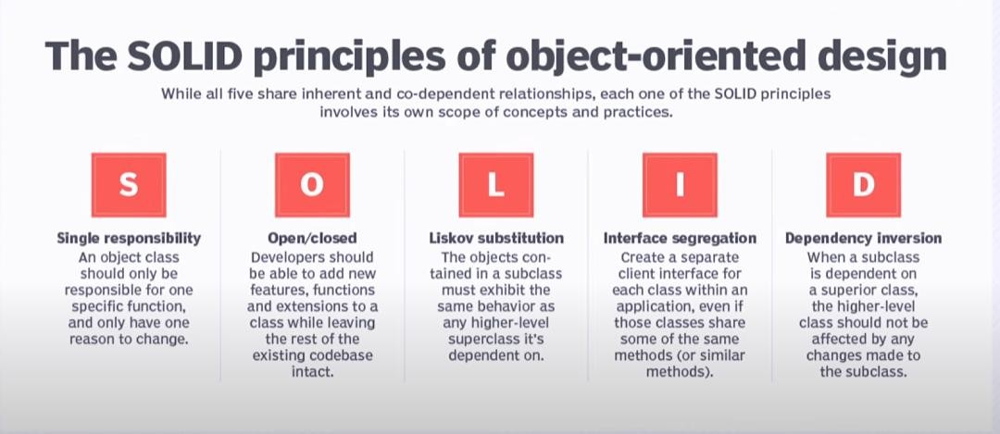 The SOLID principles of object-oriented design
While all five share inherent and co-dependent relationships, each one of the SOLID principles
involves its own scope of concepts and practices.
S
Single responsibility
An object class
should only be
responsible for one
specific function,
and only have one
reason to change.
O
Open/closed
Developers should
be able to add new
features, functions
and extensions to a
class while leaving
the rest of the
existing codebase
intact.
L
Liskov substitution
The objects con-
tained in a subclass
must exhibit the
same behavior as
any higher-level
superclass it's
dependent on.
I
Interface segregation
Create a separate
client interface for
each class within an
application, even if
those classes share
some of the same
methods (or similar
methods).
D
Dependency inversion
When a subclass
is dependent on
a superior class,
the higher-level
class should not be
affected by any
changes made to
the subclass.